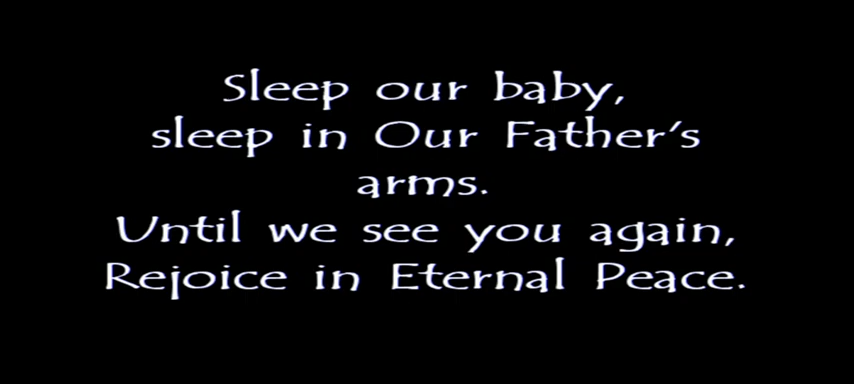 Sleep our baby,
sleep in Our Father's
arms.
Until we see you again,
Rejoice in Eternal Peace.